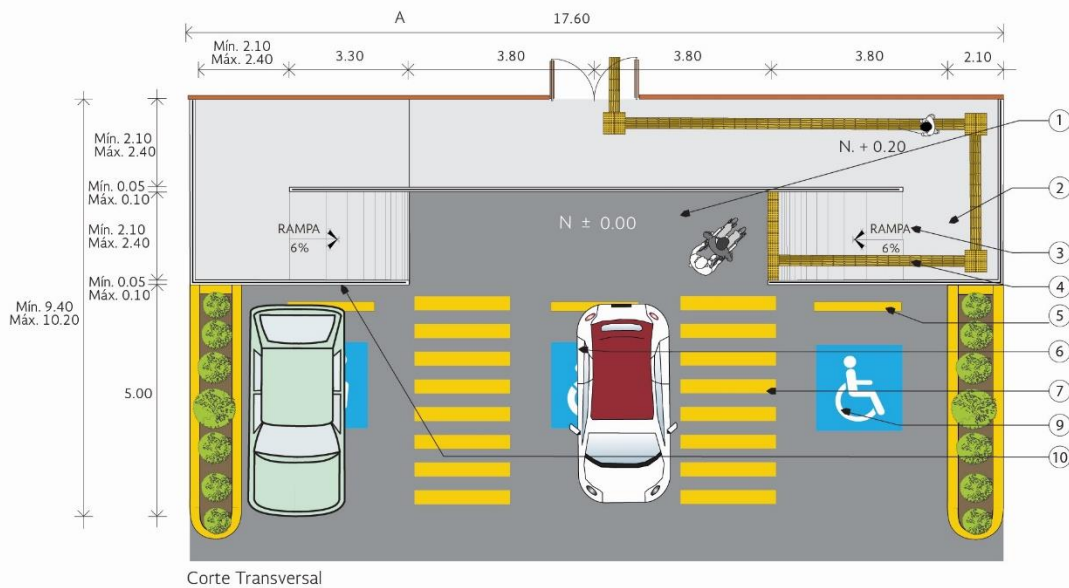 A
17.60
Mín. 2.10
Máx. 2.40
3.30
3.80
3.80
3.80
2.10
Mín. 2.10
Máx. 2.40
N. + 0.20
1
Mín. 0.05
Máx. 0.10
2
N ± 0.00
Mín. 2.10
Máx. 2.40
RAMPA
6%
RAMPA
6%
3
Mín. 0.05
Máx. 0.10
4
Mín. 9.40
Máx. 10.20
5
6
5.00
7
9
10
Corte Transversal